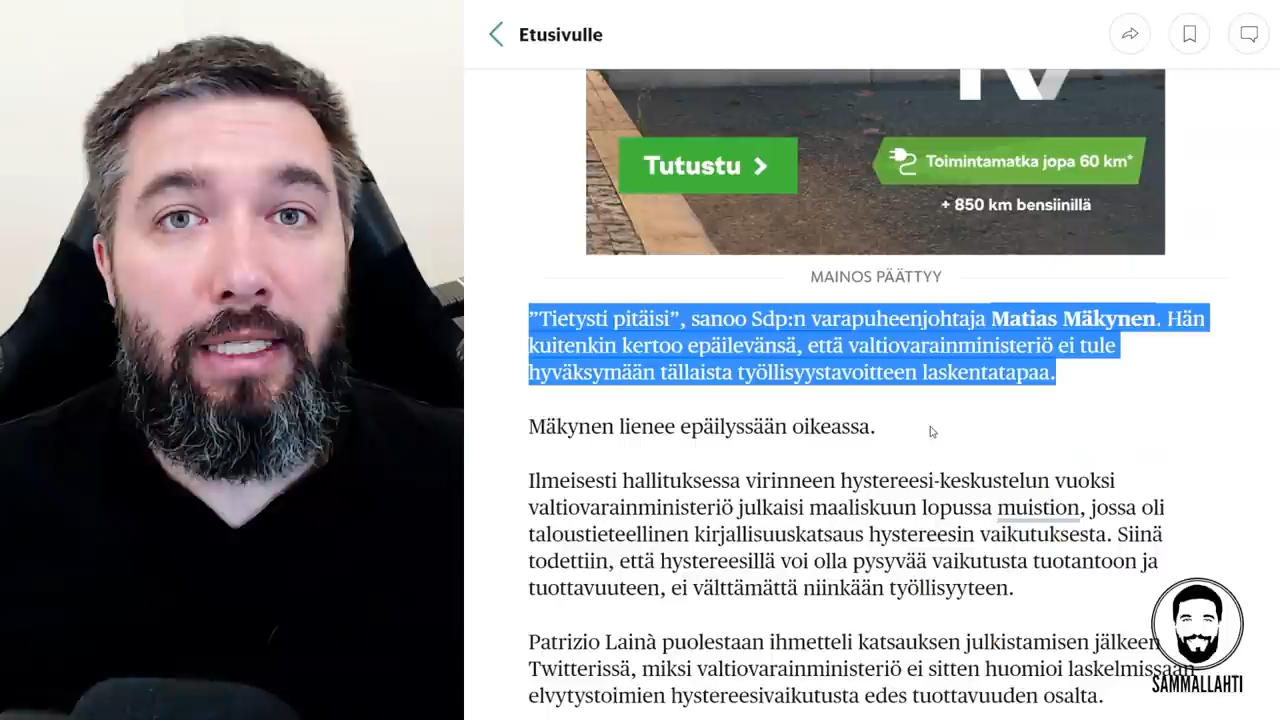 Etusivulle
Tutustu
Toimintamatka jopa 60 km*
+ 850 km bensiinillä
MAINOS PÄÄTTYY
”Tietysti pitäisi”, sanoo Sdp:n varapuheenjohtaja Matias Mäkynen. Hän
kuitenkin kertoo epäilevänsä, että valtiovarainministeriö ei tule
hyväksymään tällaista työllisyystavoitteen laskentatapaa.
Mäkynen lienee epäilyssään oikeassa.
Ilmeisesti hallituksessa virinneen hystereesi-keskustelun vuoksi
valtiovarainministeriö julkaisi maaliskuun lopussa muistion, jossa oli
taloustieteellinen kirjallisuuskatsaus hystereesin vaikutuksesta. Siinä
todettiin, että hystereesillä voi olla pysyvää vaikutusta tuotantoon ja
tuottavuuteen, ei välttämättä niinkään työllisyyteen.
Patrizio Lainà puolestaan ihmetteli katsauksen julkistamisen jälkeen
Twitterissä, miksi valtiovarainministeriö ei sitten huomioi laskelmissaan
elvytystoimien hystereesivaikutusta edes tuottavuuden osalta.
SAMMALLAHTI